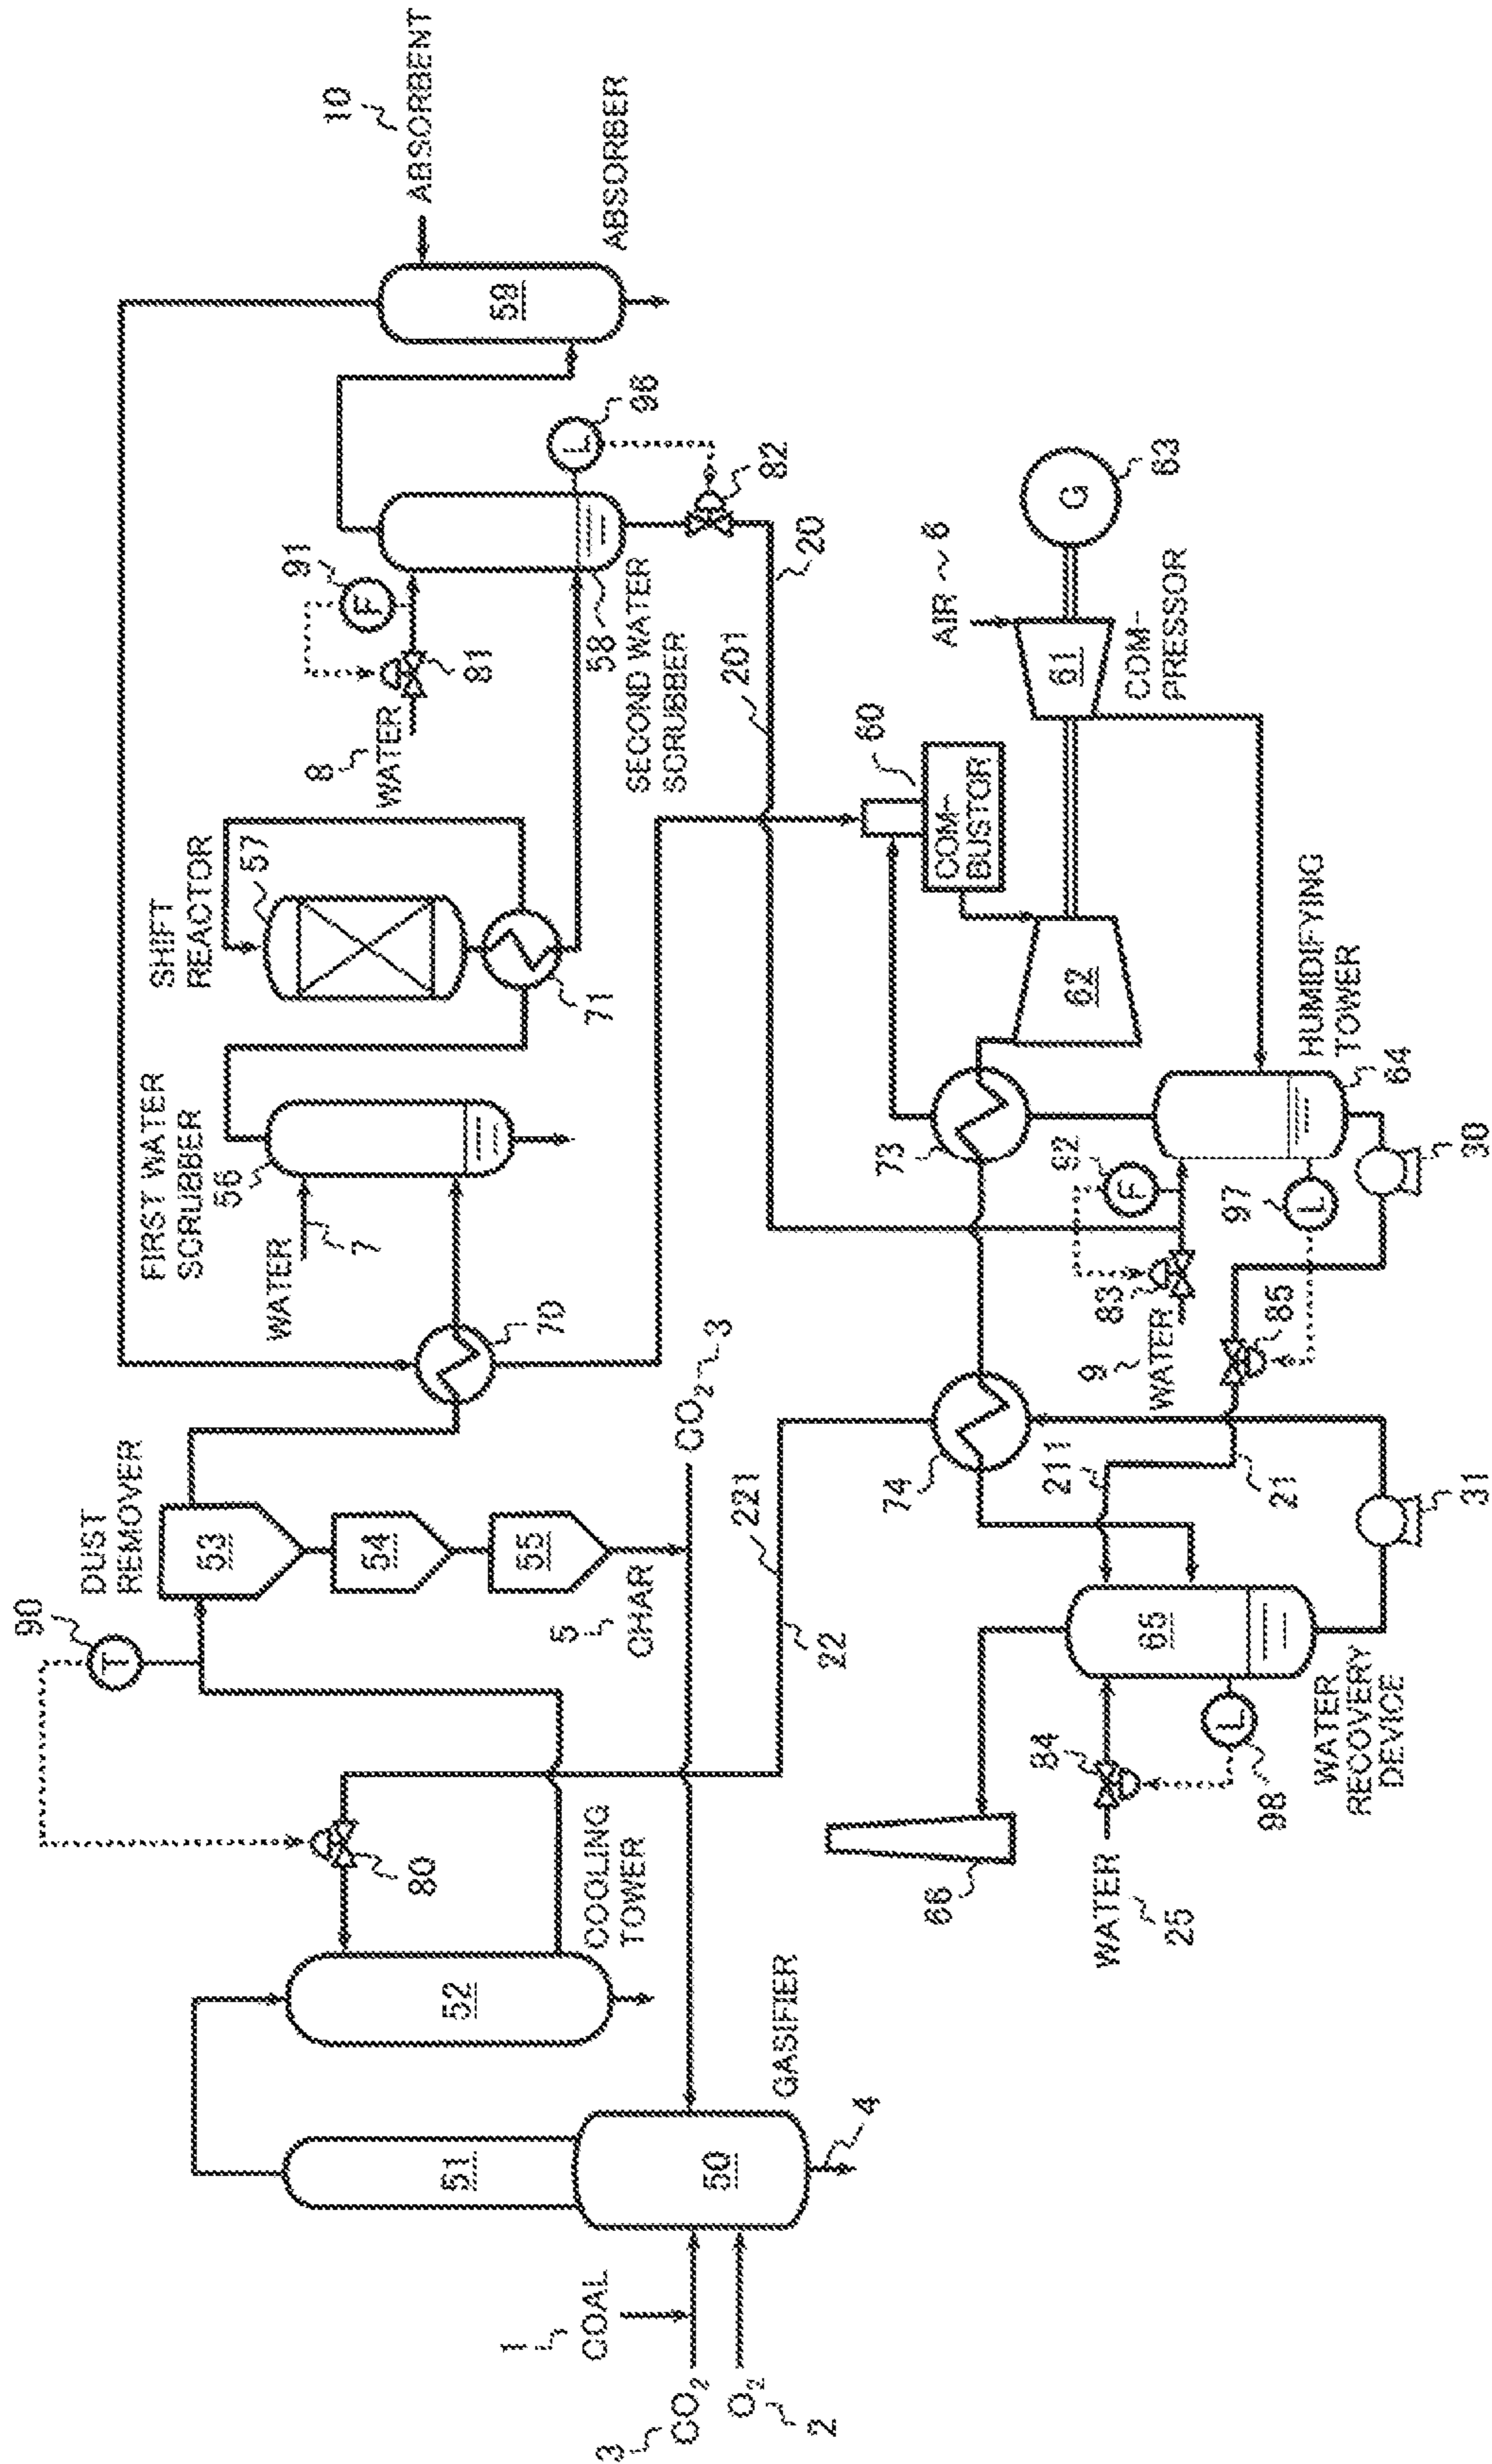 90
DUST
REMOVER
53
54
55
5
CHAR
CO2
3
80
COOLING
TOWER
52
51
50
GASIFIER
4
1
COAL
3
CO2
O2
2
FIRST WATER
SCRUBBER
56
WATER
7
70
SHIFT
REACTOR
57
71
8
WATER
81
91
F
58
SECOND WATER
SCRUBBER
L
96
82
20
201
10
ABSORBENT
59
ABSORBER
AIR
6
G
63
61
COM-
PRESSOR
60
COM-
BUSTOR
62
73
92
F
HUMIDIFYING
TOWER
64
97
L
30
83
9
WATER
85
74
211
21
31
221
22
65
WATER
RECOVERY
DEVICE
L
98
84
WATER
25
66
T